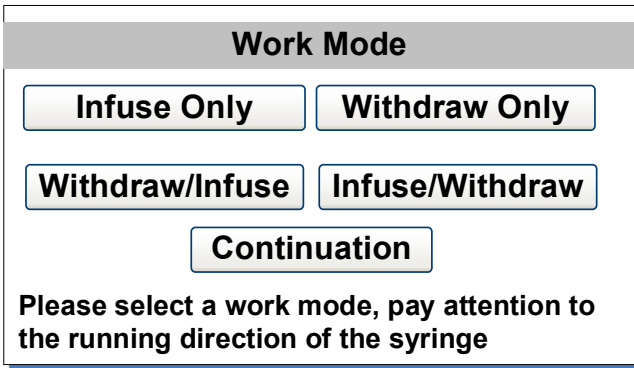 Work Mode
Infuse Only
Withdraw Only
Withdraw/Infuse
Infuse/Withdraw
Continuation
Please select a work mode, pay attention to
the running direction of the syringe